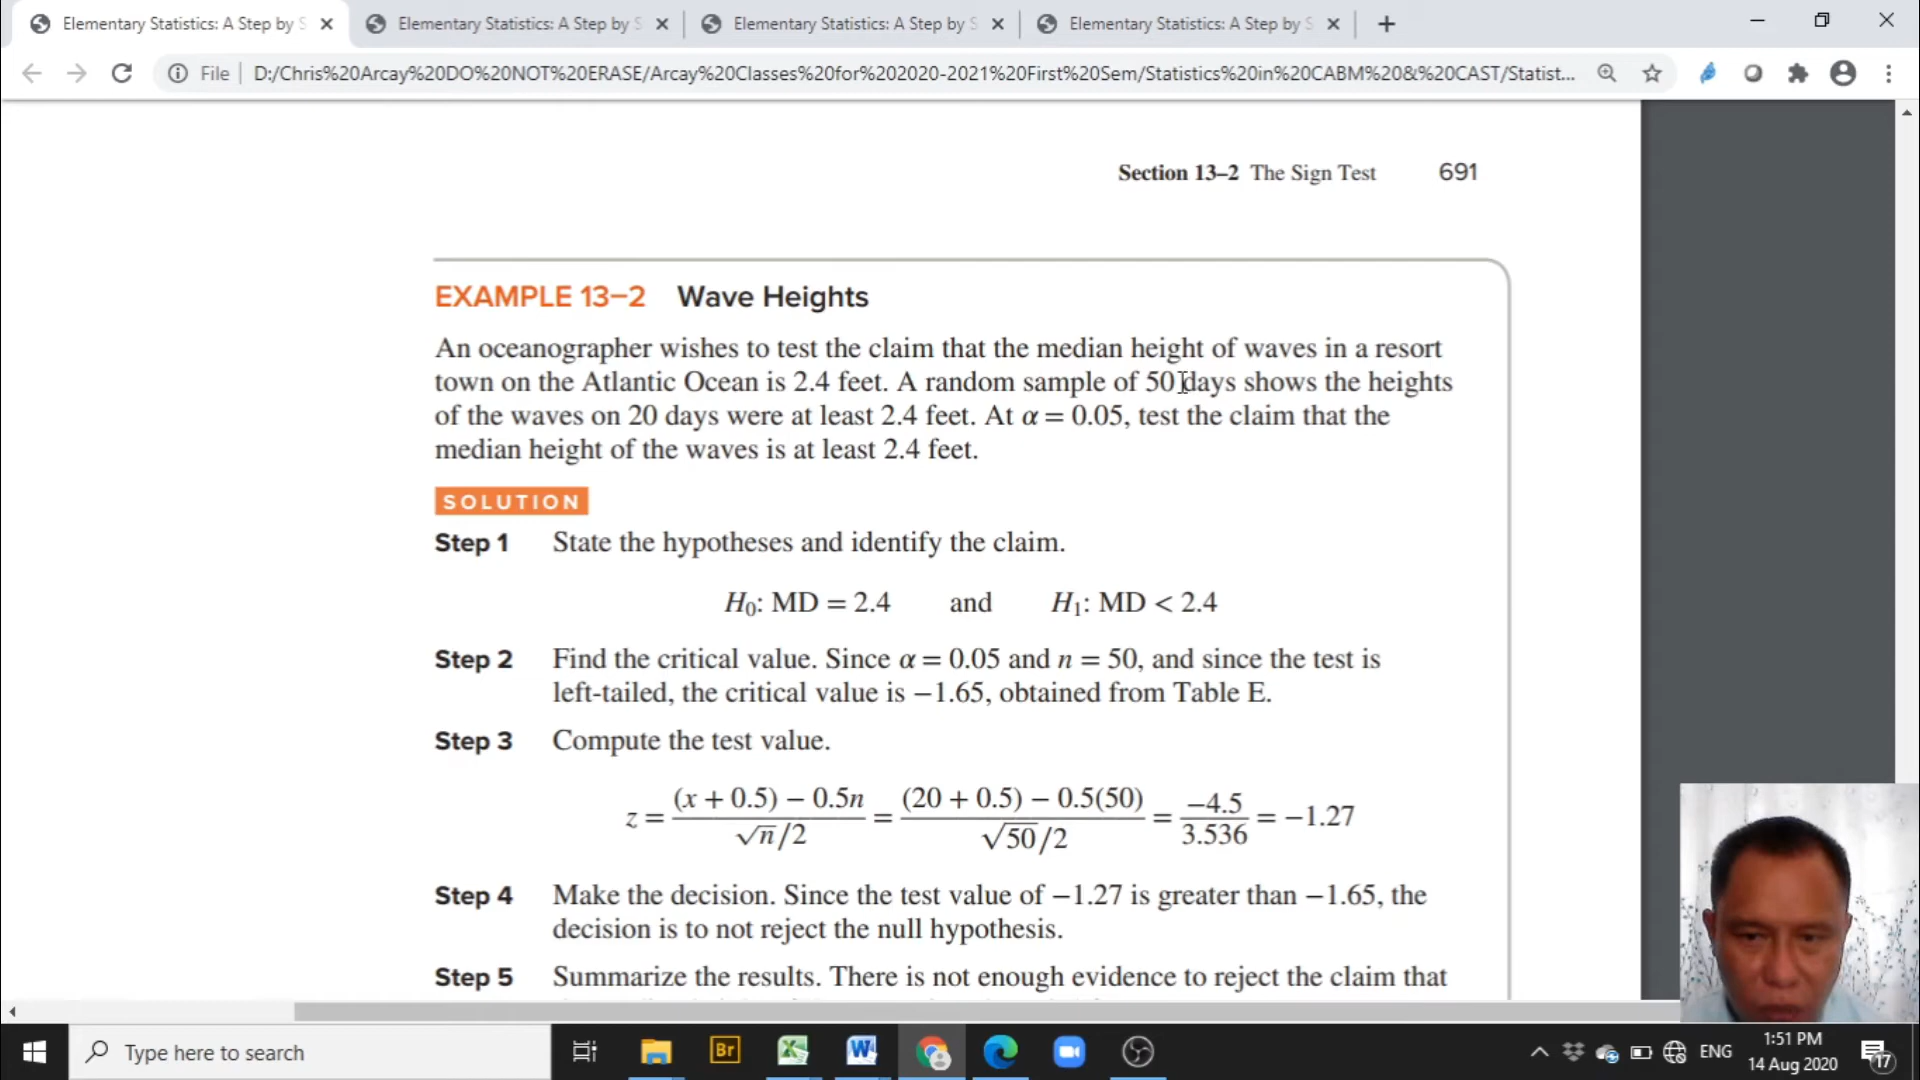 Elementary Statistics: A Step by S
Elementary Statistics: A Step by S
Elementary Statistics: A Step by S
Elementary Statistics: A Step by S
File D:/Chris%20Arcay%20DO%20NOT%20ERASE/Arcay%20Classes%20for%202020-2021%20First%20Sem/Statistics%20in%20CABM%20&%20CAST/Statist...
Section 13–2 The Sign Test 691
EXAMPLE 13–2 Wave Heights
An oceanographer wishes to test the claim that the median height of waves in a resort
town on the Atlantic Ocean is 2.4 feet. A random sample of 50 days shows the heights
of the waves on 20 days were at least 2.4 feet. At α = 0.05, test the claim that the
median height of the waves is at least 2.4 feet.
SOLUTION
Step 1 State the hypotheses and identify the claim.
H₀: MD = 2.4 and H₁: MD < 2.4
Step 2 Find the critical value. Since α = 0.05 and n = 50, and since the test is
left-tailed, the critical value is −1.65, obtained from Table E.
Step 3 Compute the test value.
z = (x + 0.5) − 0.5n / √n/2 = (20 + 0.5) − 0.5(50) / √50/2 = −4.5 / 3.536 = −1.27
Step 4 Make the decision. Since the test value of −1.27 is greater than −1.65, the
decision is to not reject the null hypothesis.
Step 5 Summarize the results. There is not enough evidence to reject the claim that
Type here to search
Br
ENG
1:51 PM
14 Aug 2020
17